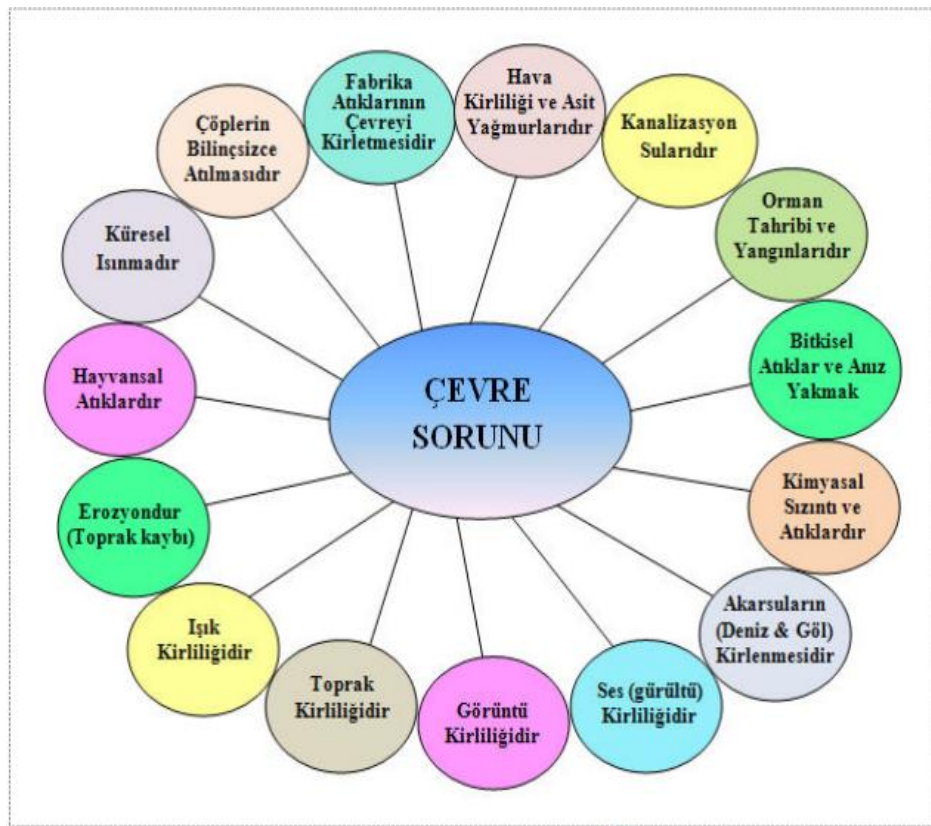 ÇEVRE
SORUNU
Hava
Kirliliği ve Asit
Yağmurlarıdır
Kanalizasyon
Sularıdır
Orman
Tahribi ve
Yangınlarıdır
Bitkisel
Atıklar ve Anız
Yakmak
Kimyasal
Sızıntı ve
Atıklardır
Akarsuların
(Deniz & Göl)
Kirlenmesidir
Ses (gürültü)
Kirliliğidir
Görüntü
Kirliliğidir
Toprak
Kirliliğidir
Işık
Kirliliğidir
Erozyondur
(Toprak kaybı)
Hayvansal
Atıklardır
Küresel
Isınmadır
Çöplerin
Bilinçsizce
Atılmasıdır
Fabrika
Atıklarının
Çevreyi
Kirletmesidir